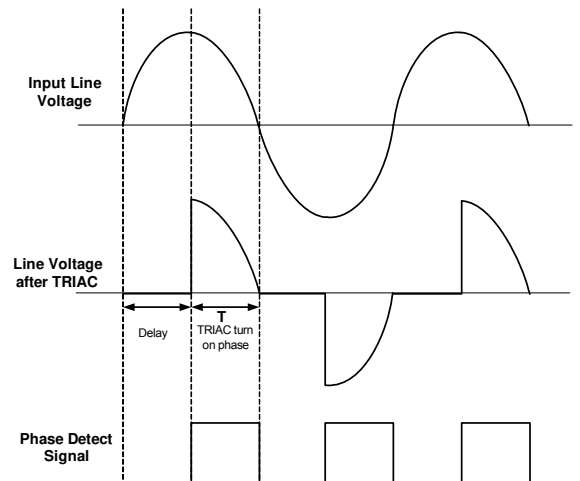 Input Line
Voltage
Line Voltage
after TRIAC
T
Delay
TRIAC turn
on phase
Phase Detect
Signal